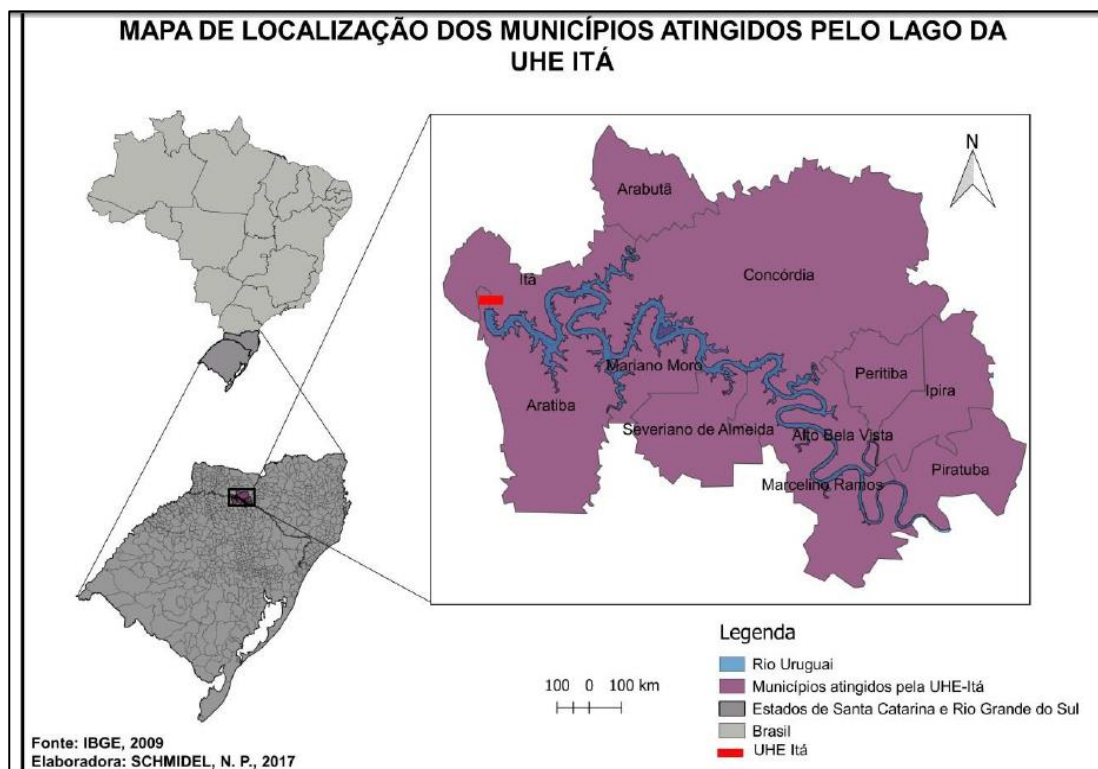 MAPA DE LOCALIZAÇÃO DOS MUNICÍPIOS ATINGIDOS PELO LAGO DA
UHE ITÁ
N
Arabutã
Itá
Concórdia
Mariano Moro
Peritiba
Ipira
Aratiba
Severiano de Almeida
Alto Bela Vista
Piratuba
Marcelino Ramos
Legenda
Rio Uruguai
Municípios atingidos pela UHE-Itá
Estados de Santa Catarina e Rio Grande do Sul
Brasil
UHE Itá
100 0 100 km
Fonte: IBGE, 2009
Elaboradora: SCHMIDEL, N. P., 2017